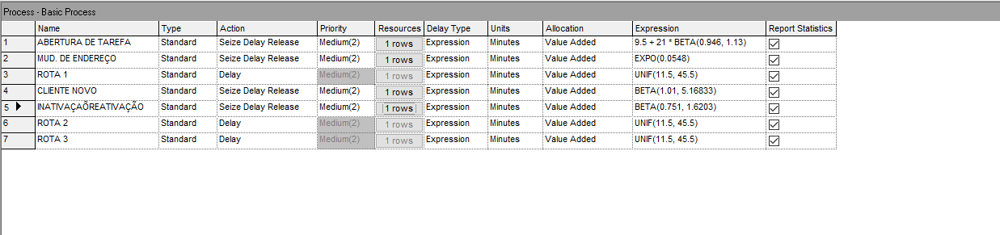 Process - Basic Process
Name Type Action Priority Resources Delay Type Units Allocation Expression Report Statistics
1 ABERTURA DE TAREFA Standard Seize Delay Release Medium(2) 1 rows Expression Minutes Value Added 9.5 + 21 * BETA(0.946, 1.13)
2 MUD. DE ENDEREÇO Standard Seize Delay Release Medium(2) 1 rows Expression Minutes Value Added EXPO(0.0548)
3 ROTA 1 Standard Delay Medium(2) 1 rows Expression Minutes Value Added UNIF(11.5, 45.5)
4 CLIENTE NOVO Standard Seize Delay Release Medium(2) 1 rows Expression Minutes Value Added BETA(1.01, 5.16833)
5 INATIVAÇAÕREATIVAÇÃO Standard Seize Delay Release Medium(2) 1 rows Expression Minutes Value Added BETA(0.751, 1.6203)
6 ROTA 2 Standard Delay Medium(2) 1 rows Expression Minutes Value Added UNIF(11.5, 45.5)
7 ROTA 3 Standard Delay Medium(2) 1 rows Expression Minutes Value Added UNIF(11.5, 45.5)